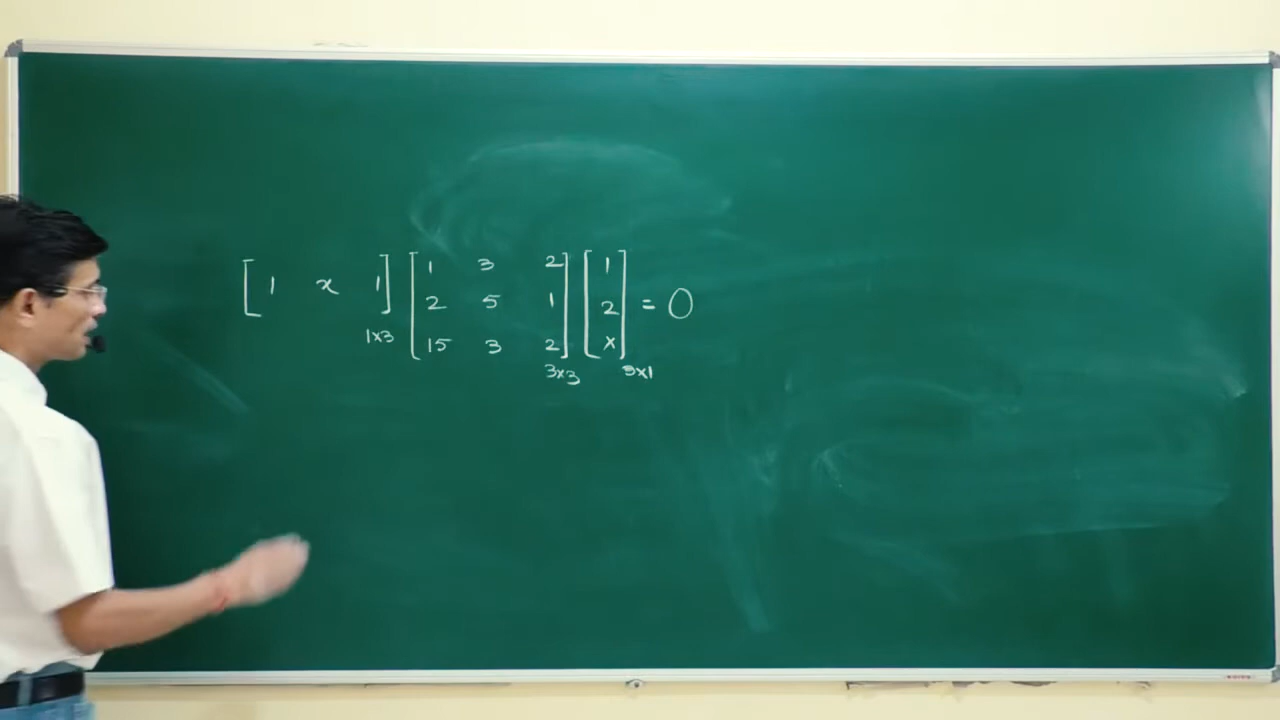 [ 1 x 1]₁ₓ₃ [1 3 2] [1]
[2 5 1] [2] = 0
[15 3 2]₃ₓ₃ [x]₃ₓ₁